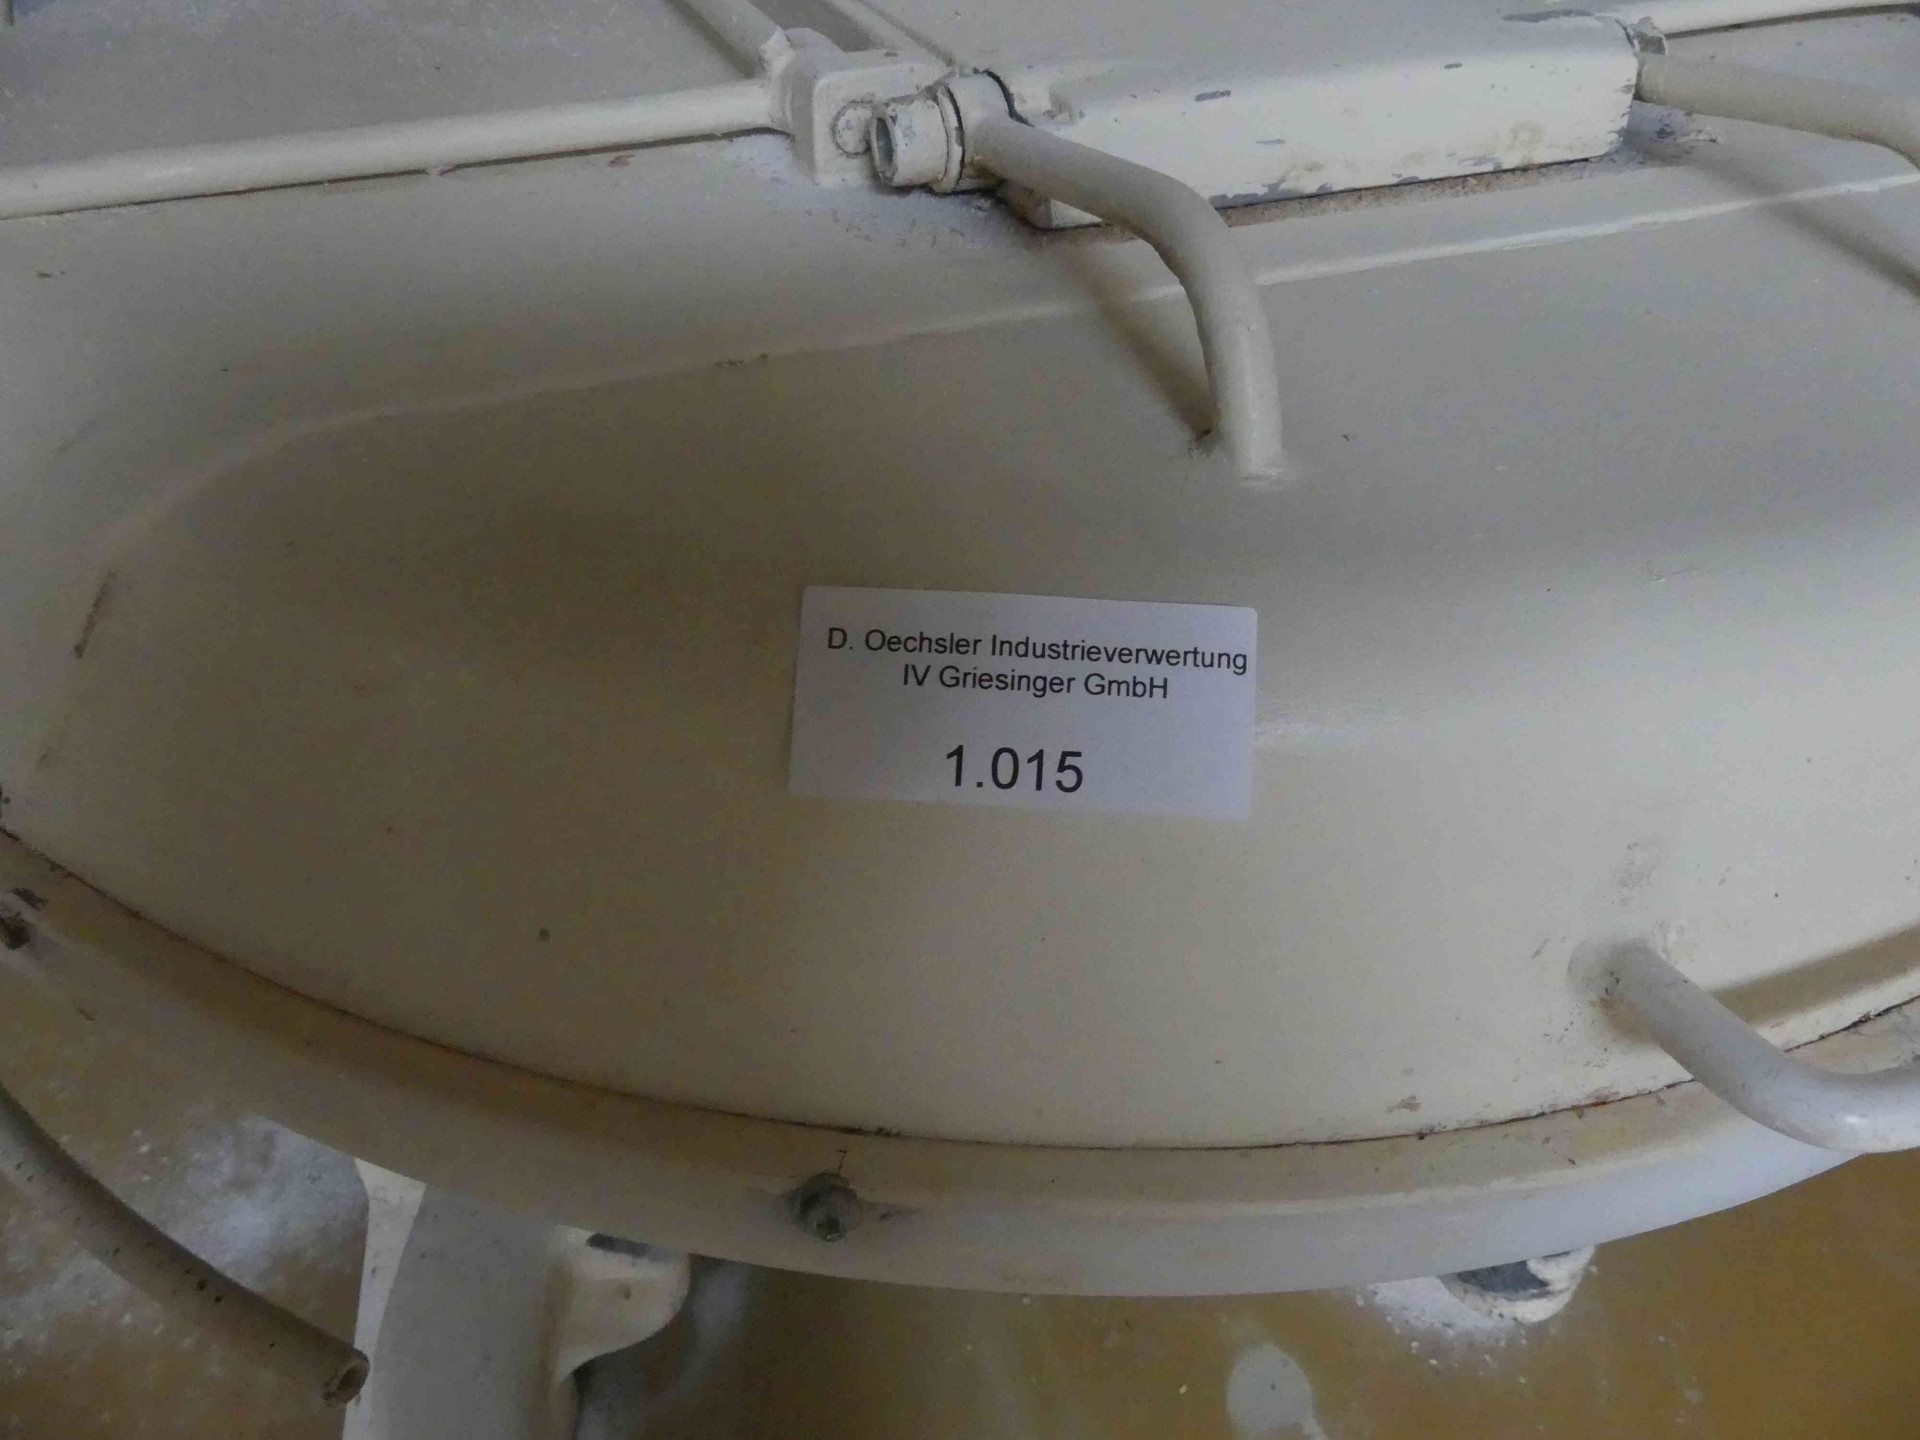 D. Oechsler Industrieverwertung
IV Griesinger GmbH
1.015